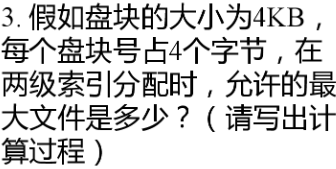 3. 假如盘块的大小为4KB，
每个盘块号占4个字节，在
两级索引分配时，允许的最
大文件是多少？（请写出计
算过程）